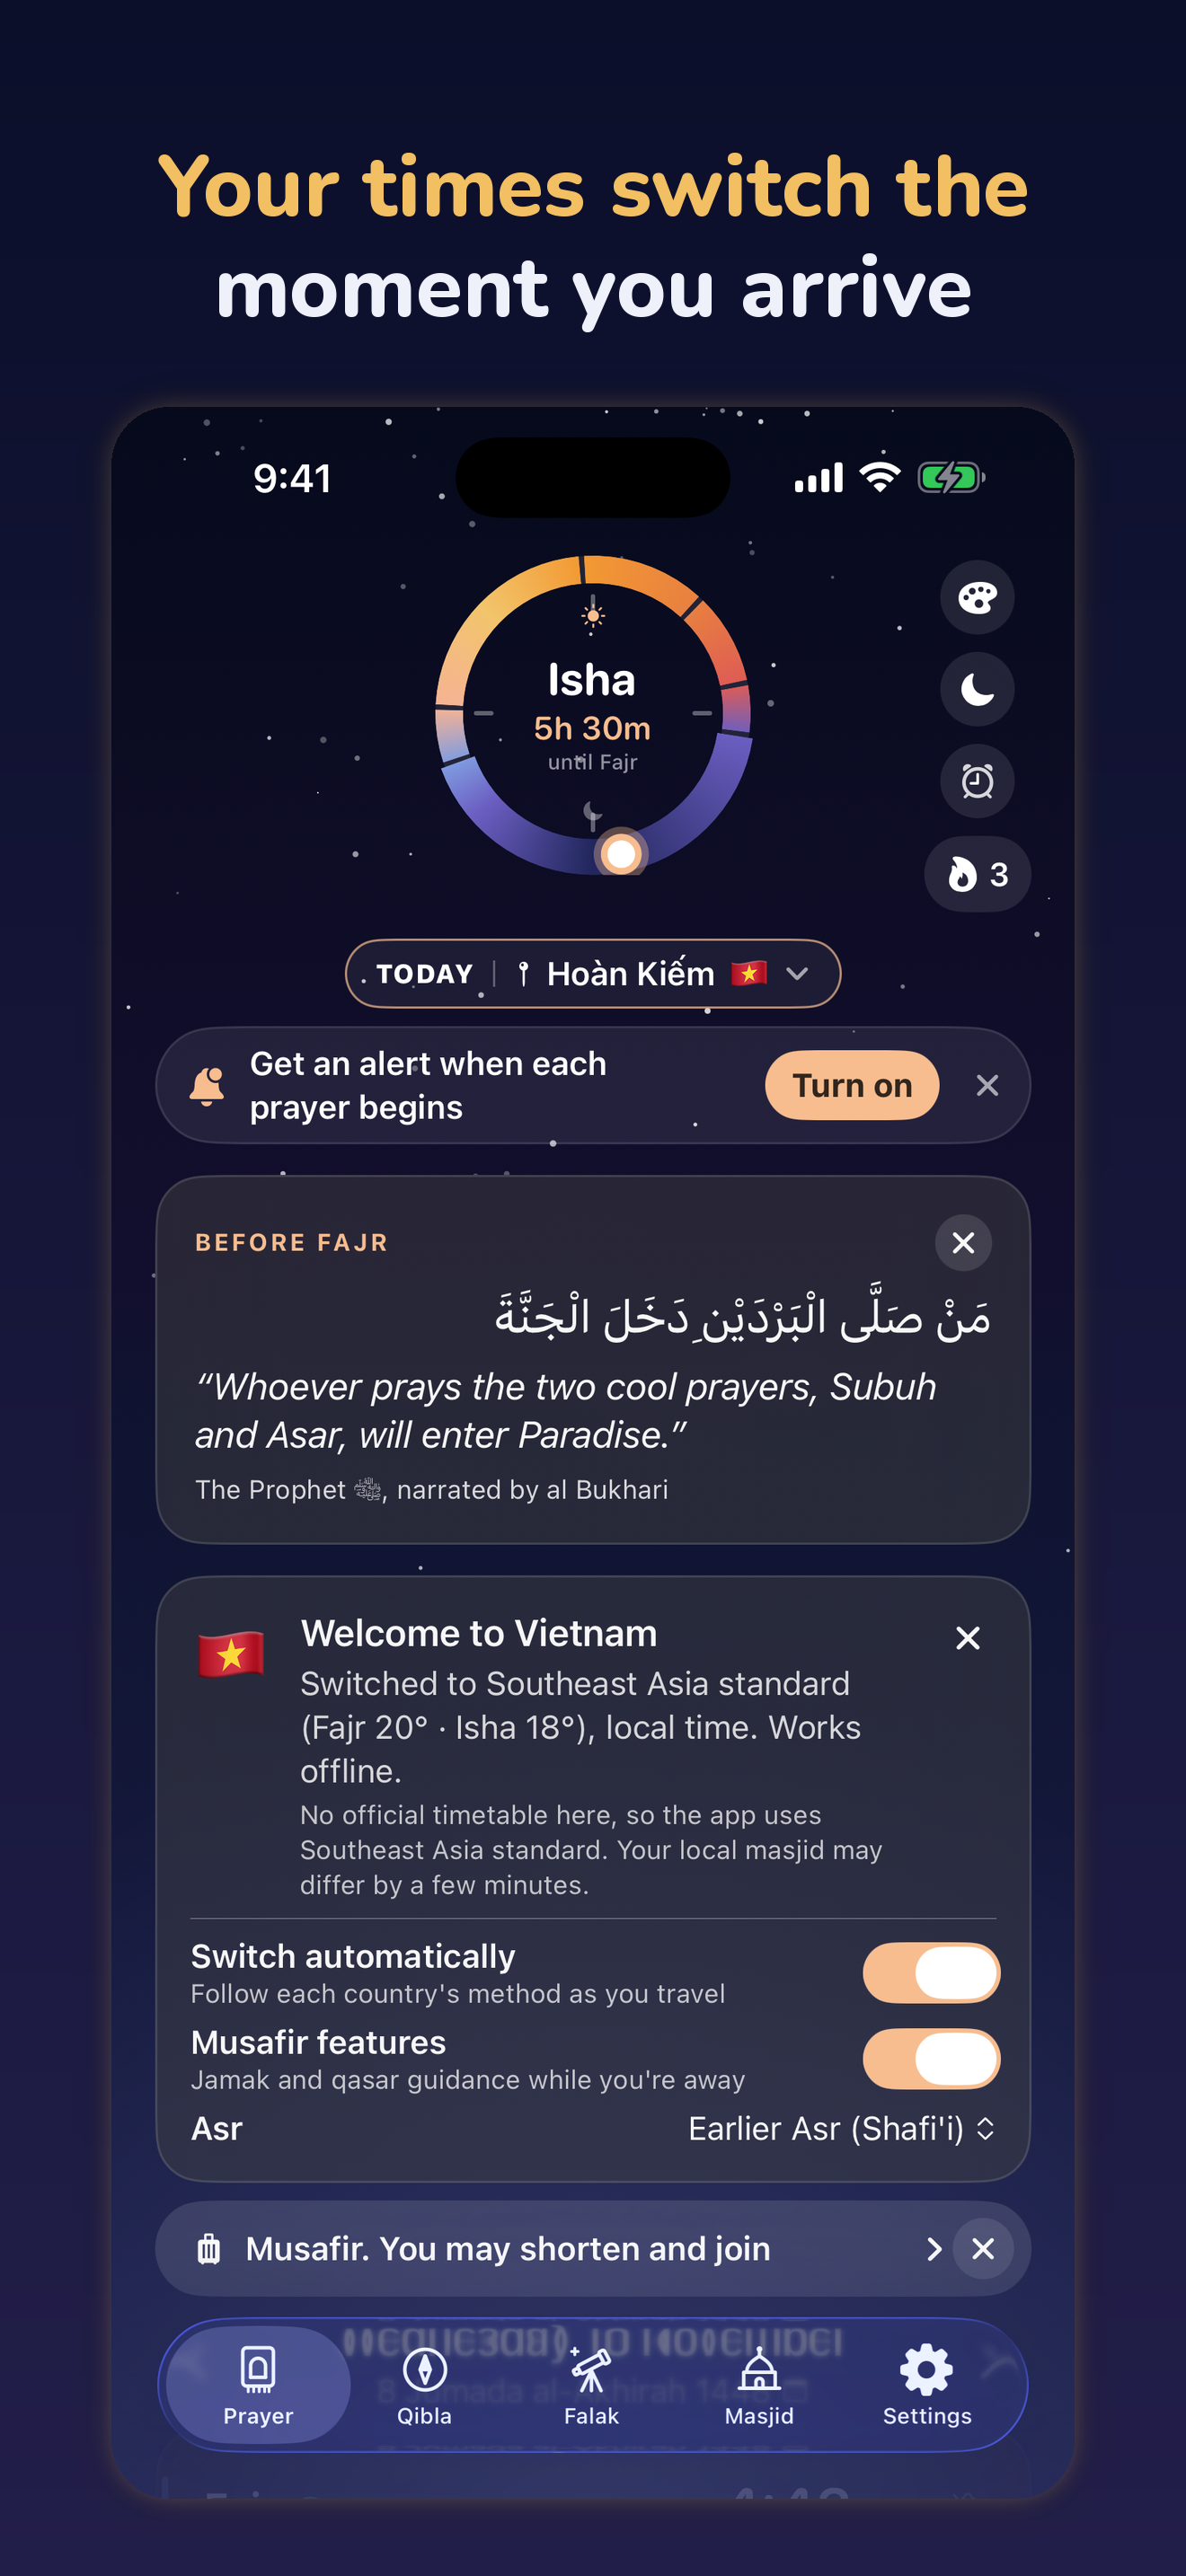 Your times switch the
moment you arrive
9:41
Isha
5h 30m
until Fajr
3
TODAY | Hoàn Kiếm
Get an alert when each
prayer begins
Turn on
BEFORE FAJR
مَنْ صَلَّى الْبَرْدَيْنِ دَخَلَ الْجَنَّةَ
“Whoever prays the two cool prayers, Subuh
and Asar, will enter Paradise.”
The Prophet ﷺ, narrated by al Bukhari
Welcome to Vietnam
Switched to Southeast Asia standard
(Fajr 20° · Isha 18°), local time. Works
offline.
No official timetable here, so the app uses
Southeast Asia standard. Your local masjid may
differ by a few minutes.
Switch automatically
Follow each country's method as you travel
Musafir features
Jamak and qasar guidance while you're away
Asr
Earlier Asr (Shafi'i)
Musafir. You may shorten and join
8 Jumada al-Akhirah 1448
Prayer
Qibla
Falak
Masjid
Settings